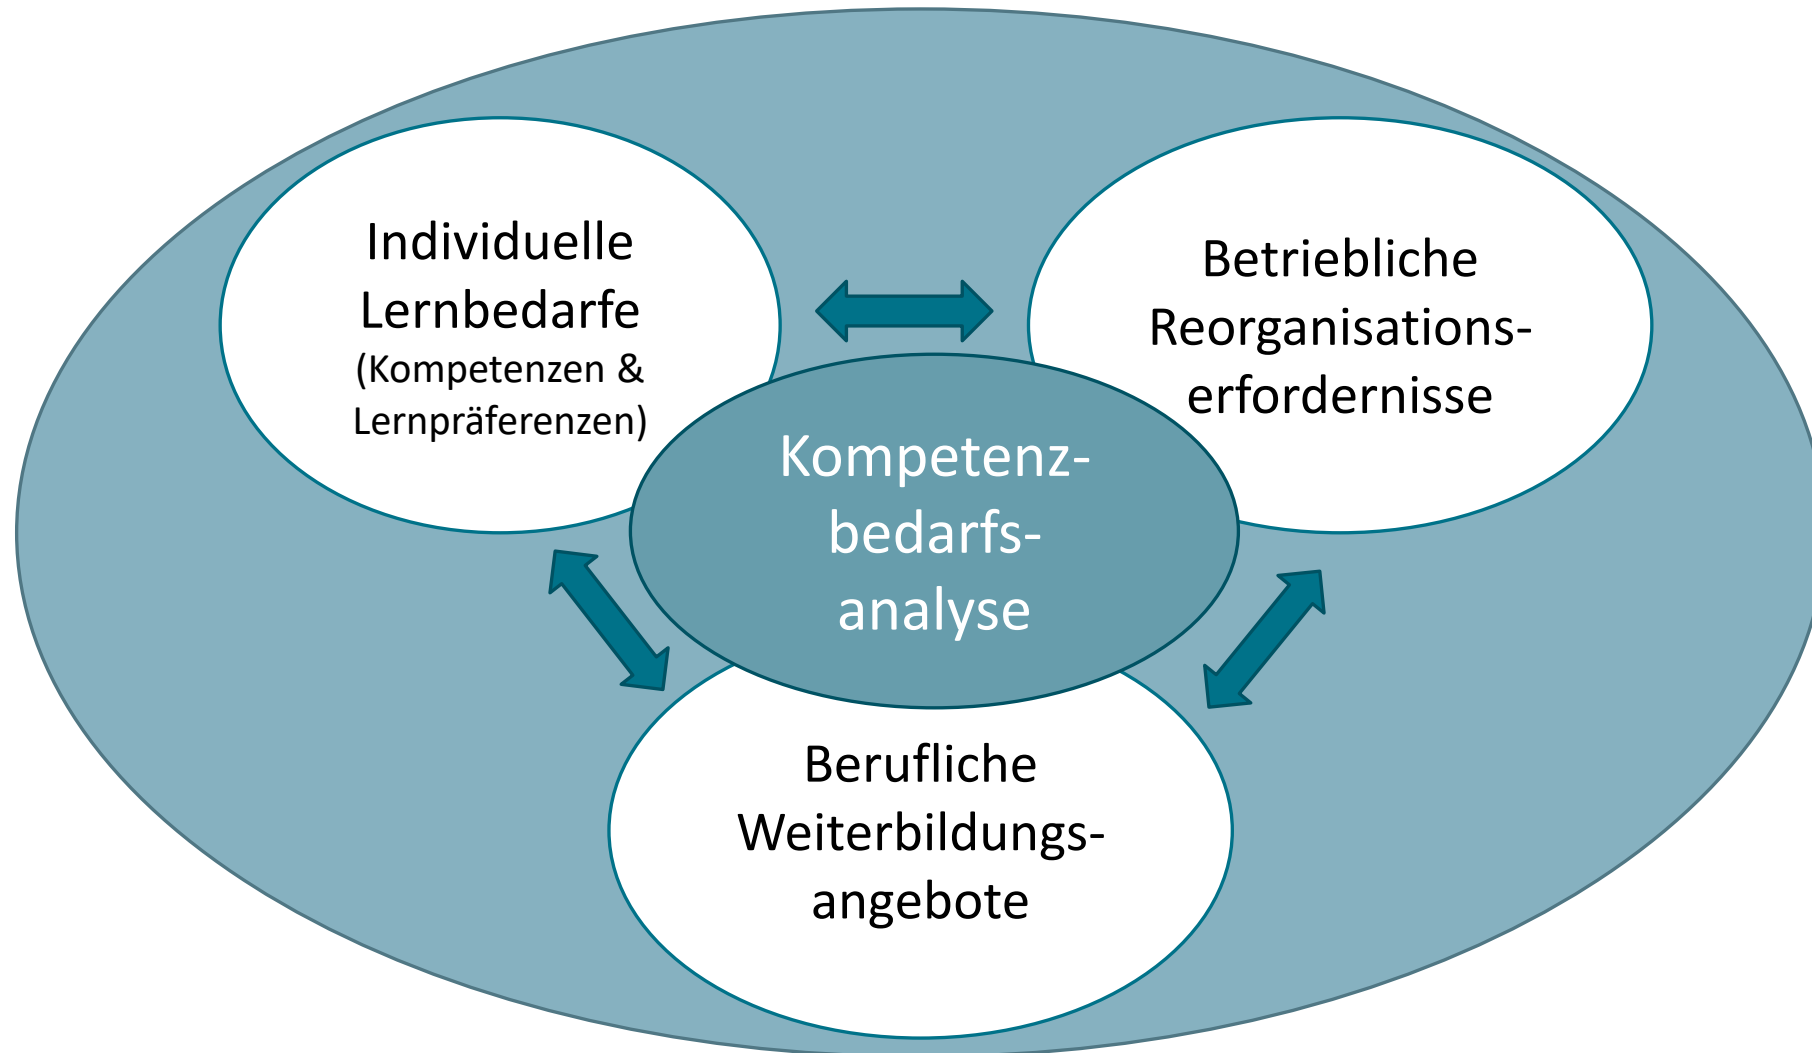 Individuelle
Lernbedarfe
(Kompetenzen &
Lernpräferenzen)
Betriebliche
Reorganisations-
erfordernisse
Kompetenz-
bedarfs-
analyse
Berufliche
Weiterbildungs-
angebote